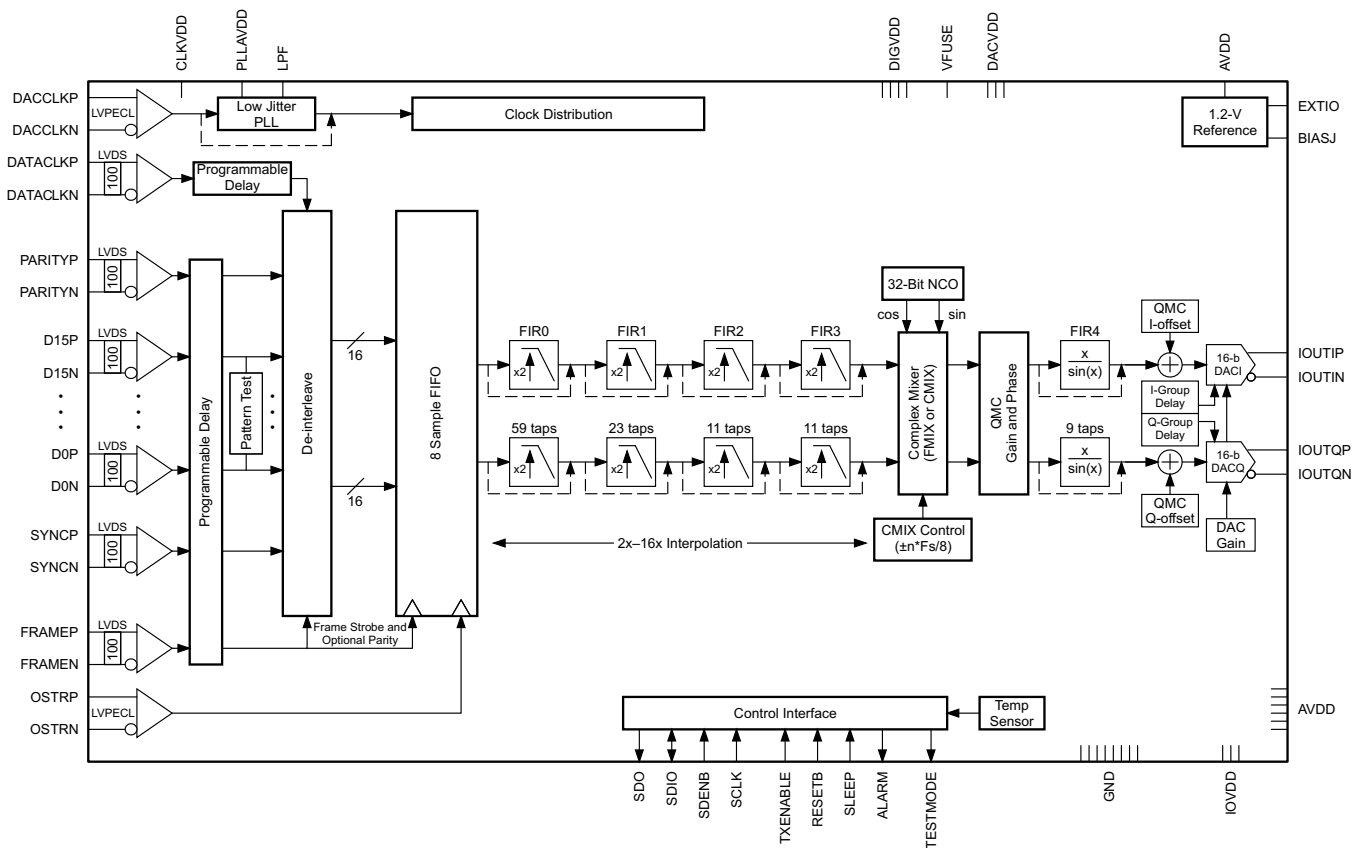 CLKVDD
PLLAVDD
LPF
DIGVDD
VFUSE
DACVDD
AVDD
DACCLKP
DACCLKN
LVPECL
Low Jitter
PLL
Clock Distribution
1.2-V
Reference
EXTIO
BIASJ
DATACLKP
DATACLKN
LVDS
100
Programmable
Delay
PARITYP
PARITYN
LVDS
100
D15P
D15N
LVDS
100
D0P
D0N
LVDS
100
SYNCP
SYNCN
LVDS
100
FRAMEP
FRAMEN
LVDS
100
OSTRP
OSTRN
LVPECL
Programmable Delay
Pattern Test
De-interleave
16
16
8 Sample FIFO
Frame Strobe and
Optional Parity
FIR0
FIR1
FIR2
FIR3
x2
x2
x2
x2
59 taps
23 taps
11 taps
11 taps
x2
x2
x2
x2
2x–16x Interpolation
32-Bit NCO
cos
sin
Complex Mixer
(FMIX or CMIX)
CMIX Control
(±n*Fs/8)
QMC
Gain and Phase
FIR4
x
sin(x)
9 taps
x
sin(x)
QMC
I-offset
16-b
DACI
I-Group
Delay
Q-Group
Delay
16-b
DACQ
QMC
Q-offset
DAC
Gain
IOUTIP
IOUTIN
IOUTQP
IOUTQN
Control Interface
Temp
Sensor
AVDD
SDO
SDIO
SDENB
SCLK
TXENABLE
RESETB
SLEEP
ALARM
TESTMODE
GND
IOVDD